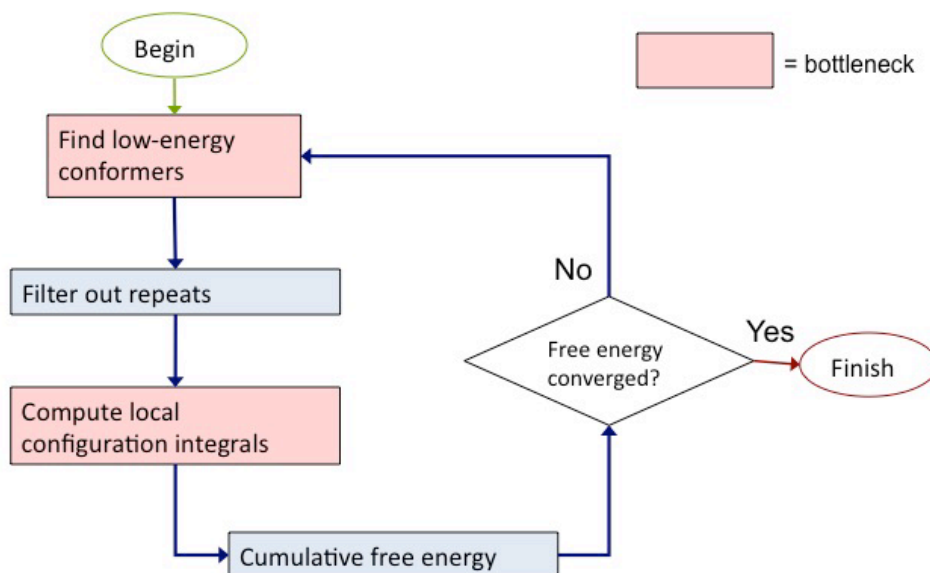 Begin
= bottleneck
Find low-energy
conformers
Filter out repeats
Compute local
configuration integrals
Cumulative free energy
Free energy
converged?
No
Yes
Finish